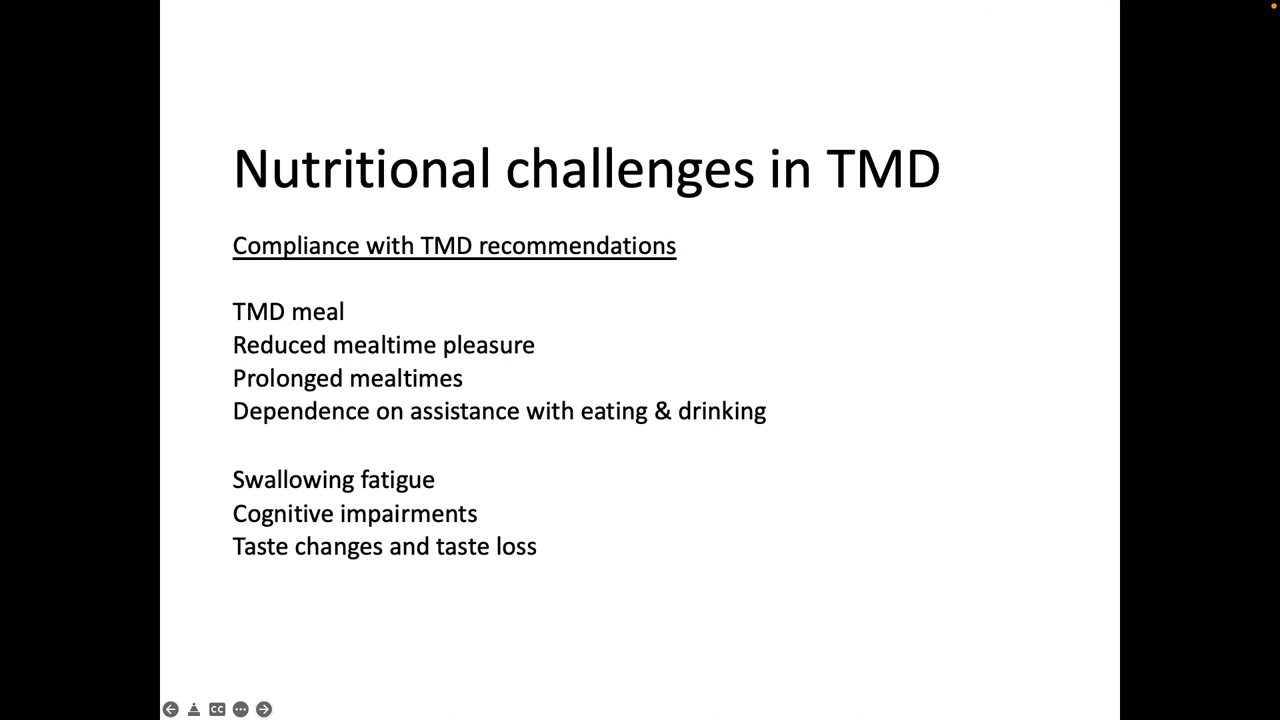 Nutritional challenges in TMD
Compliance with TMD recommendations
TMD meal
Reduced mealtime pleasure
Prolonged mealtimes
Dependence on assistance with eating & drinking
Swallowing fatigue
Cognitive impairments
Taste changes and taste loss
CC